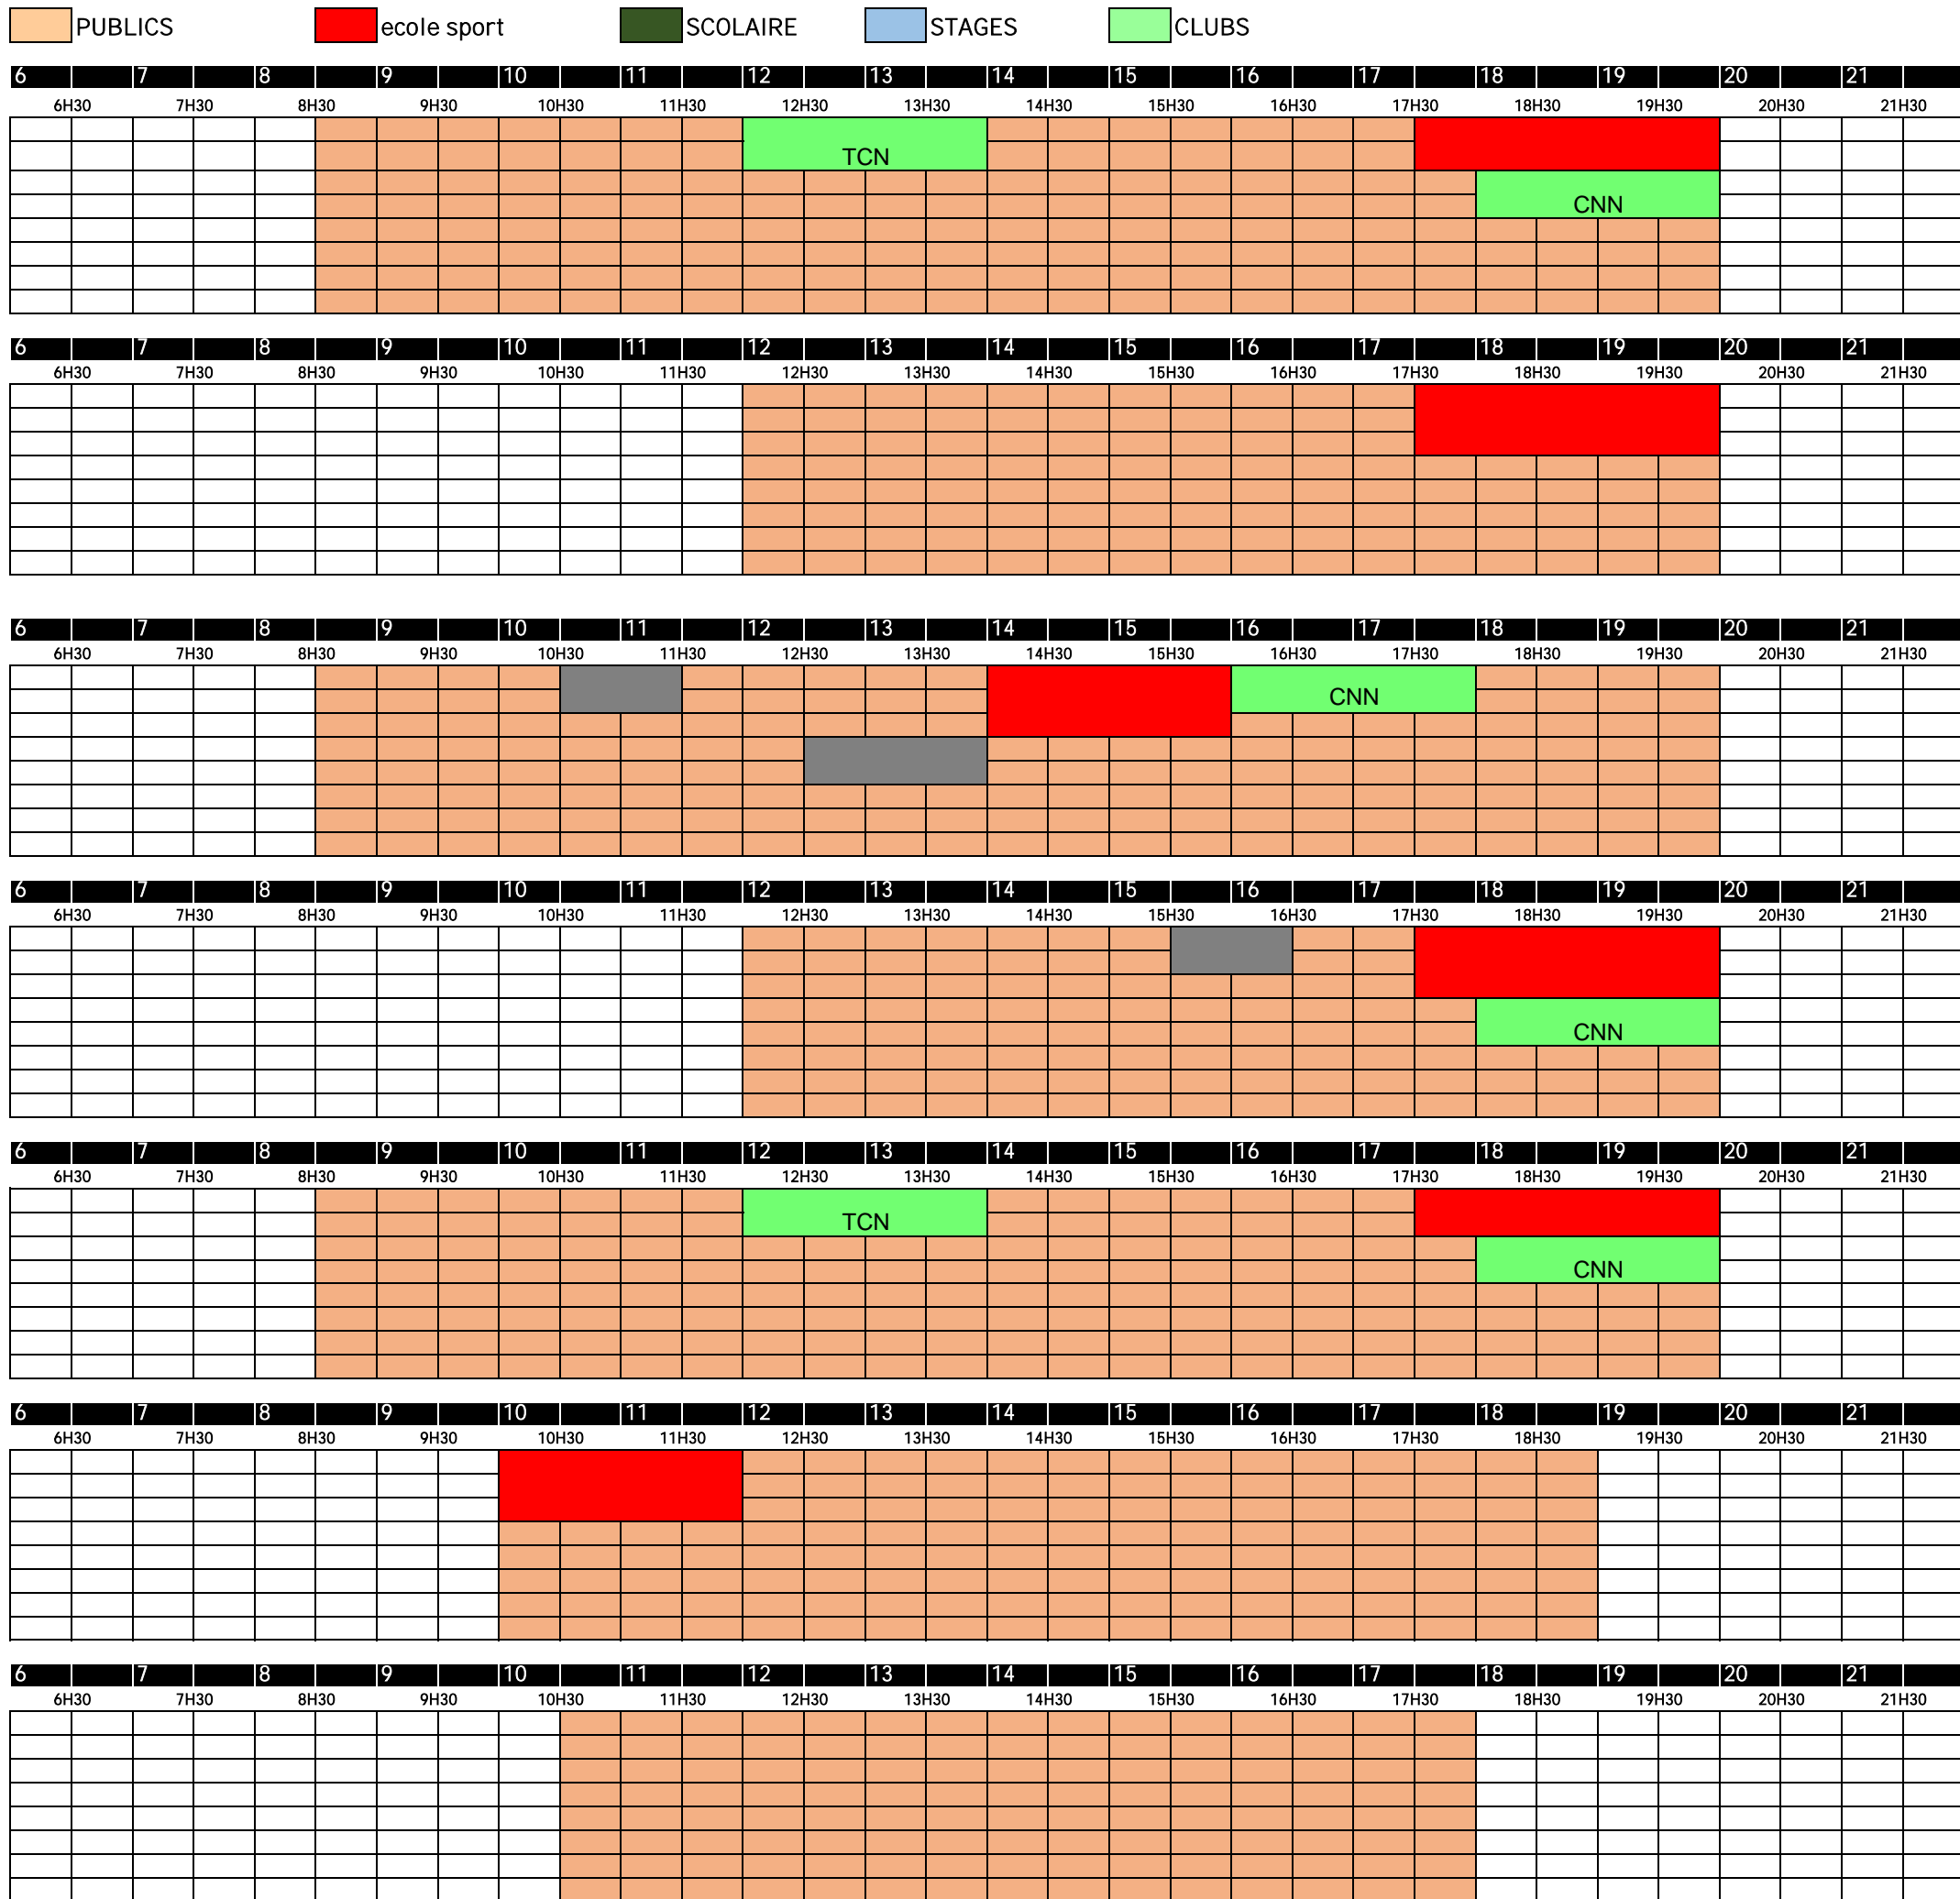 PUBLICS ecole sport SCOLAIRE STAGES CLUBS
6 7 8 9 10 11 12 13 14 15 16 17 18 19 20 21
6H30 7H30 8H30 9H30 10H30 11H30 12H30 13H30 14H30 15H30 16H30 17H30 18H30 19H30 20H30 21H30
TCN
CNN
6 7 8 9 10 11 12 13 14 15 16 17 18 19 20 21
6H30 7H30 8H30 9H30 10H30 11H30 12H30 13H30 14H30 15H30 16H30 17H30 18H30 19H30 20H30 21H30
6 7 8 9 10 11 12 13 14 15 16 17 18 19 20 21
6H30 7H30 8H30 9H30 10H30 11H30 12H30 13H30 14H30 15H30 16H30 17H30 18H30 19H30 20H30 21H30
CNN
6 7 8 9 10 11 12 13 14 15 16 17 18 19 20 21
6H30 7H30 8H30 9H30 10H30 11H30 12H30 13H30 14H30 15H30 16H30 17H30 18H30 19H30 20H30 21H30
CNN
6 7 8 9 10 11 12 13 14 15 16 17 18 19 20 21
6H30 7H30 8H30 9H30 10H30 11H30 12H30 13H30 14H30 15H30 16H30 17H30 18H30 19H30 20H30 21H30
TCN
CNN
6 7 8 9 10 11 12 13 14 15 16 17 18 19 20 21
6H30 7H30 8H30 9H30 10H30 11H30 12H30 13H30 14H30 15H30 16H30 17H30 18H30 19H30 20H30 21H30
6 7 8 9 10 11 12 13 14 15 16 17 18 19 20 21
6H30 7H30 8H30 9H30 10H30 11H30 12H30 13H30 14H30 15H30 16H30 17H30 18H30 19H30 20H30 21H30